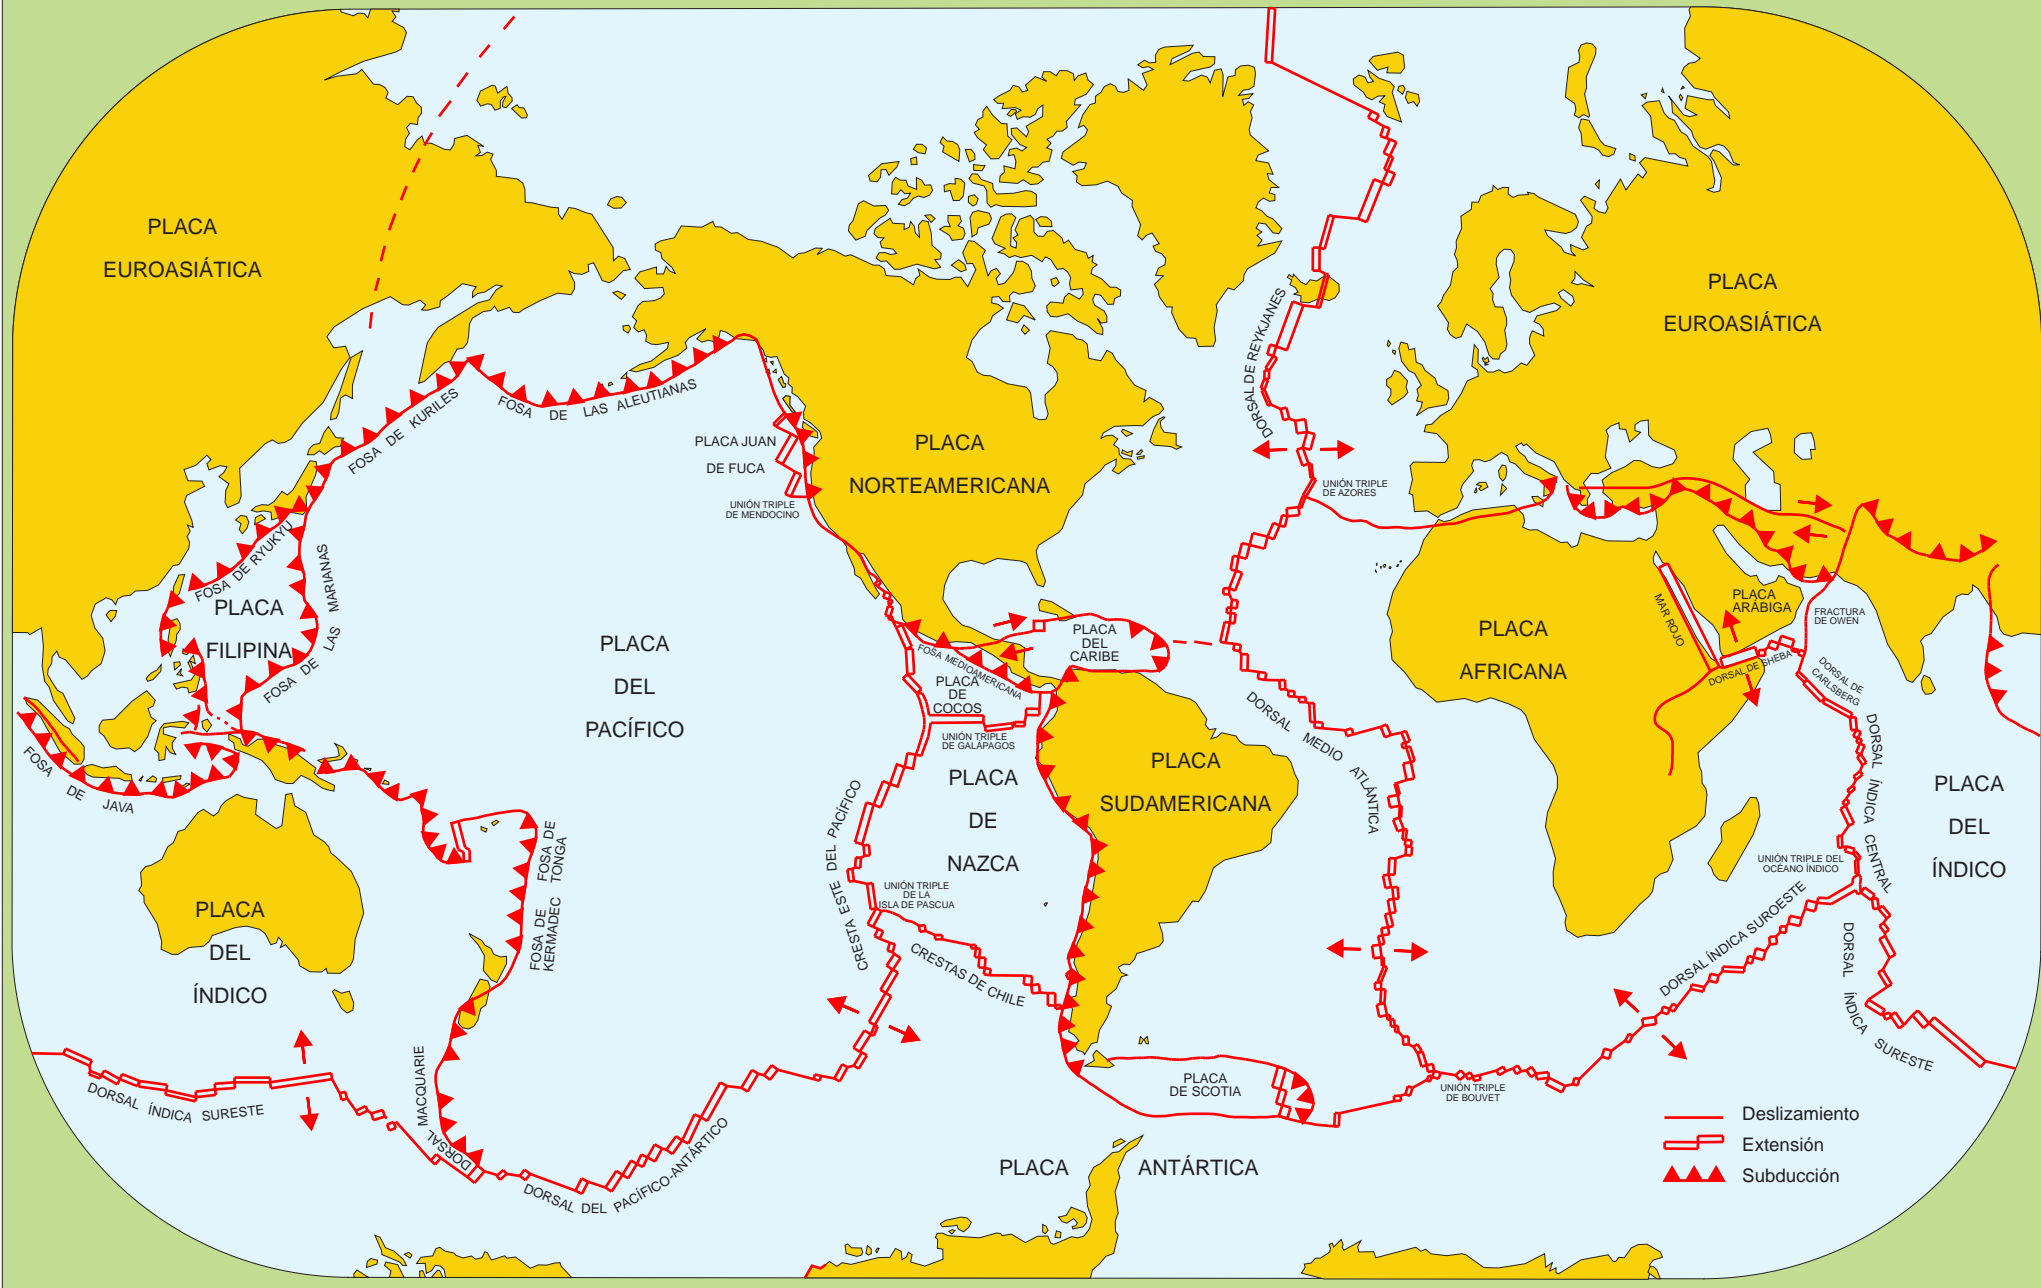 PLACA
EUROASIÁTICA
PLACA
EUROASIÁTICA
DORSAL DE REYKJANES
FOSA DE KURILES
FOSA DE LAS ALEUTIANAS
PLACA JUAN
DE FUCA
UNIÓN TRIPLE
DE MENDOCINO
PLACA
NORTEAMERICANA
UNIÓN TRIPLE
DE AZORES
FOSA DE RYUKYU
PLACA
FILIPINA
FOSA DE LAS MARIANAS
PLACA
DEL
PACÍFICO
PLACA
DEL
CARIBE
FOSA MEDIOAMERICANA
PLACA
DE
COCOS
UNIÓN TRIPLE
DE GALÁPAGOS
PLACA
AFRICANA
MAR ROJO
PLACA
ARÁBIGA
FRACTURA
DE OWEN
DORSAL DE SHEBA
DORSAL DE
CARLSBERG
FOSA DE JAVA
PLACA
DE
NAZCA
PLACA
SUDAMERICANA
DORSAL MEDIO ATLÁNTICA
DORSAL ÍNDICA CENTRAL
PLACA
DEL
ÍNDICO
UNIÓN TRIPLE DEL
OCÉANO ÍNDICO
PLACA
DEL
ÍNDICO
FOSA DE FOSA DE
KERMADEC TONGA
CRESTA ESTE DEL PACÍFICO
UNIÓN TRIPLE
DE LA
ISLA DE PASCUA
CRESTAS DE CHILE
DORSAL ÍNDICA SUROESTE
DORSAL ÍNDICA SURESTE
DORSAL ÍNDICA SURESTE
DORSAL MACQUARIE
DORSAL DEL PACÍFICO-ANTÁRTICO
PLACA
DE SCOTIA
UNIÓN TRIPLE
DE BOUVET
PLACA ANTÁRTICA
Deslizamiento
Extensión
Subducción